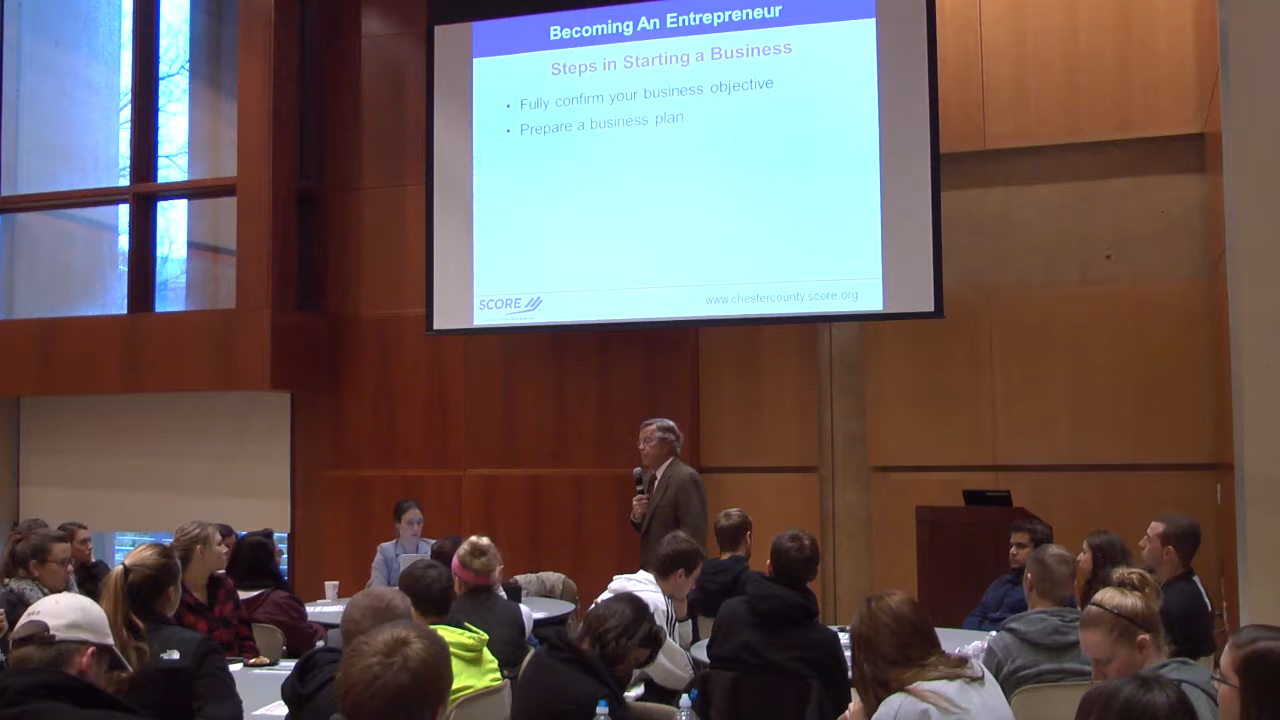 Becoming An Entrepreneur
Steps in Starting a Business
• Fully confirm your business objective
• Prepare a business plan
SCORE
www.chestercounty.score.org